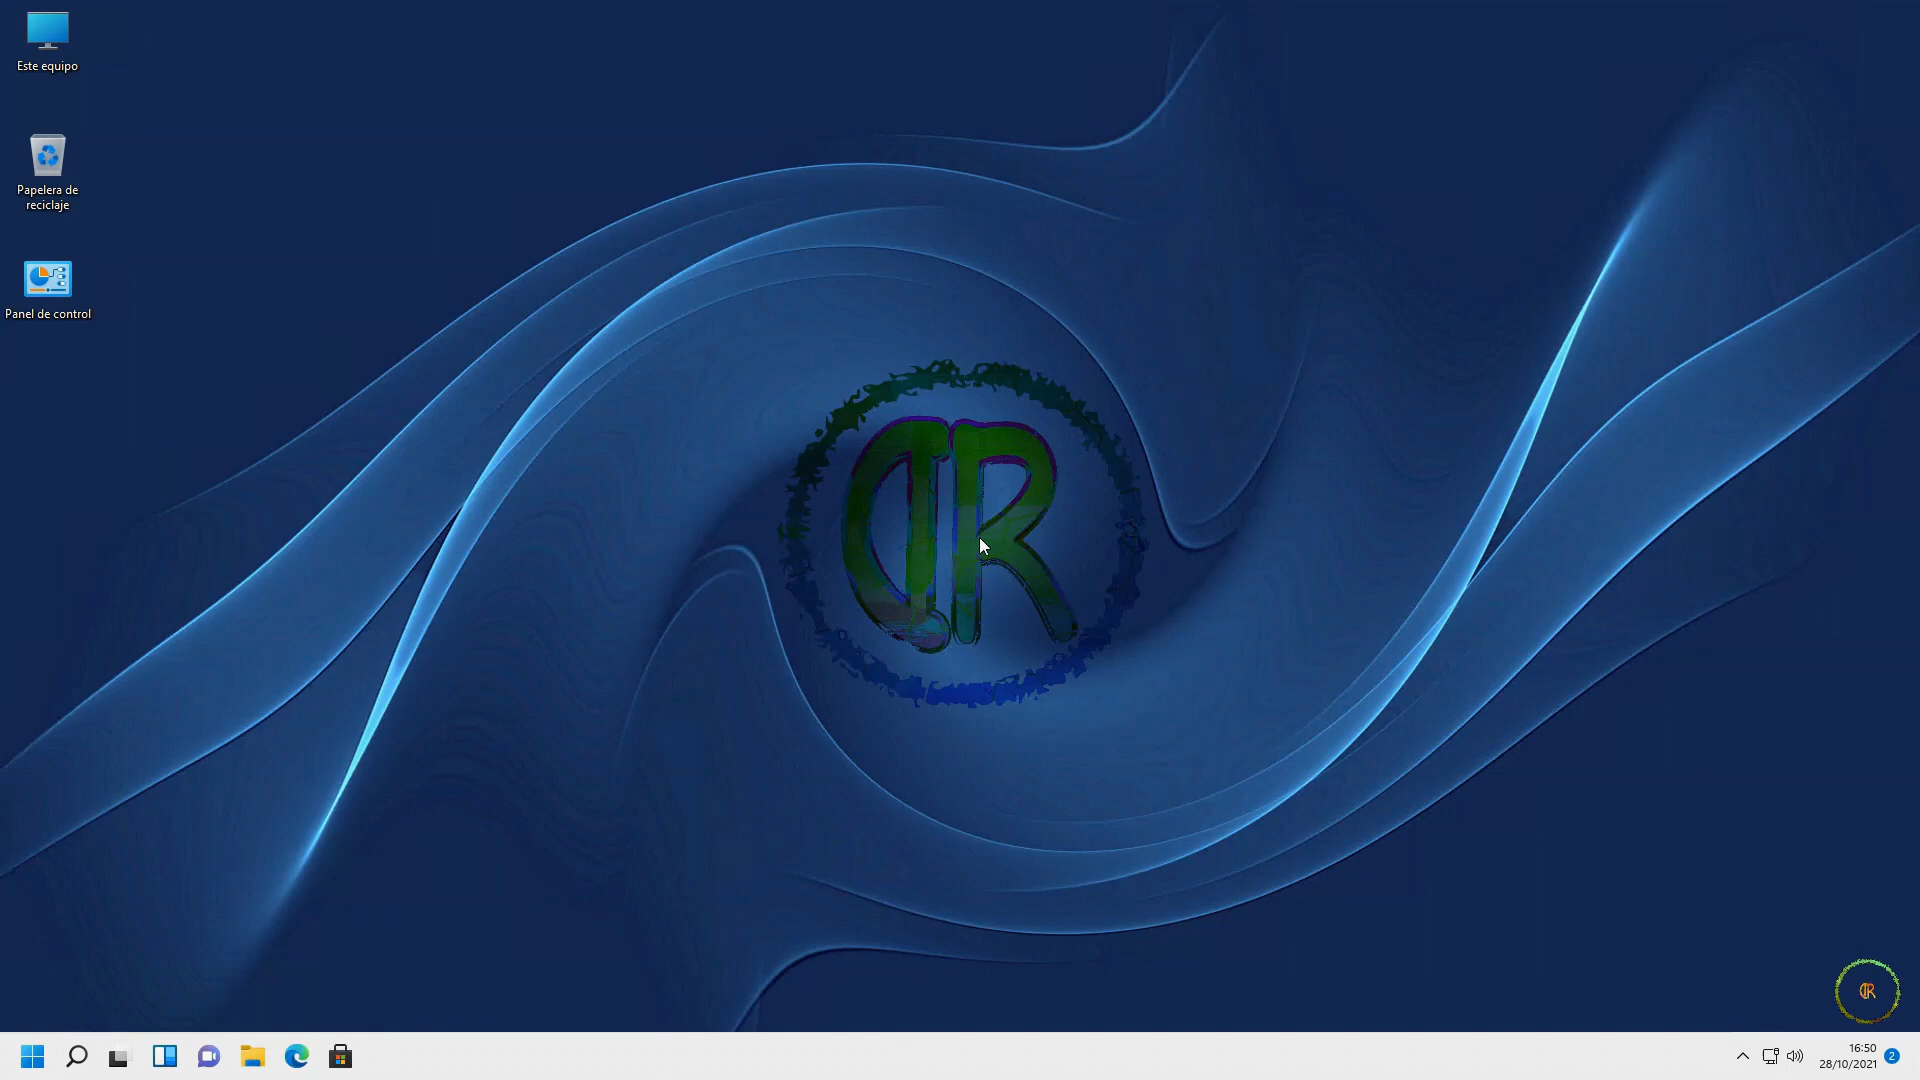 Este equipo
Papelera de
reciclaje
Panel de control
R
R
16:50
28/10/2021
2